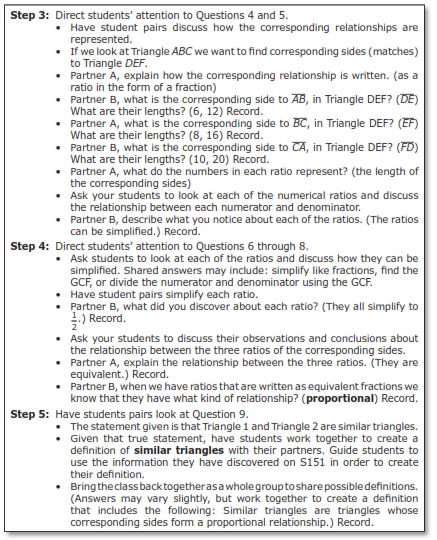 Step 3: Direct students' attention to Questions 4 and 5.
• Have student pairs discuss how the corresponding relationships are
represented.
• If we look at Triangle ABC we want to find corresponding sides (matches)
to Triangle DEF.
• Partner A, explain how the corresponding relationship is written. (as a
ratio in the form of a fraction)
• Partner B, what is the corresponding side to A̅B̅, in Triangle DEF? (D̅E̅)
What are their lengths? (6, 12) Record.
• Partner A, what is the corresponding side to B̅C̅, in Triangle DEF? (E̅F̅)
What are their lengths? (8, 16) Record.
• Partner B, what is the corresponding side to C̅A̅, in Triangle DEF? (F̅D̅)
What are their lengths? (10, 20) Record.
• Partner A, what do the numbers in each ratio represent? (the length of
the corresponding sides)
• Ask your students to look at each of the numerical ratios and discuss
the relationship between each numerator and denominator.
• Partner B, describe what you notice about each of the ratios. (The ratios
can be simplified.) Record.
Step 4: Direct students' attention to Questions 6 through 8.
• Ask students to look at each of the ratios and discuss how they can be
simplified. Shared answers may include: simplify like fractions, find the
GCF, or divide the numerator and denominator using the GCF.
• Have student pairs simplify each ratio.
• Partner B, what did you discover about each ratio? (They all simplify to
1/2.) Record.
• Ask your students to discuss their observations and conclusions about
the relationship between the three ratios of the corresponding sides.
• Partner A, explain the relationship between the three ratios. (They are
equivalent.) Record.
• Partner B, when we have ratios that are written as equivalent fractions we
know that they have what kind of relationship? (proportional) Record.
Step 5: Have students pairs look at Question 9.
• The statement given is that Triangle 1 and Triangle 2 are similar triangles.
• Given that true statement, have students work together to create a
definition of similar triangles with their partners. Guide students to
use the information they have discovered on S151 in order to create
their definition.
• Bring the class back together as a whole group to share possible definitions.
(Answers may vary slightly, but work together to create a definition
that includes the following: Similar triangles are triangles whose
corresponding sides form a proportional relationship.) Record.